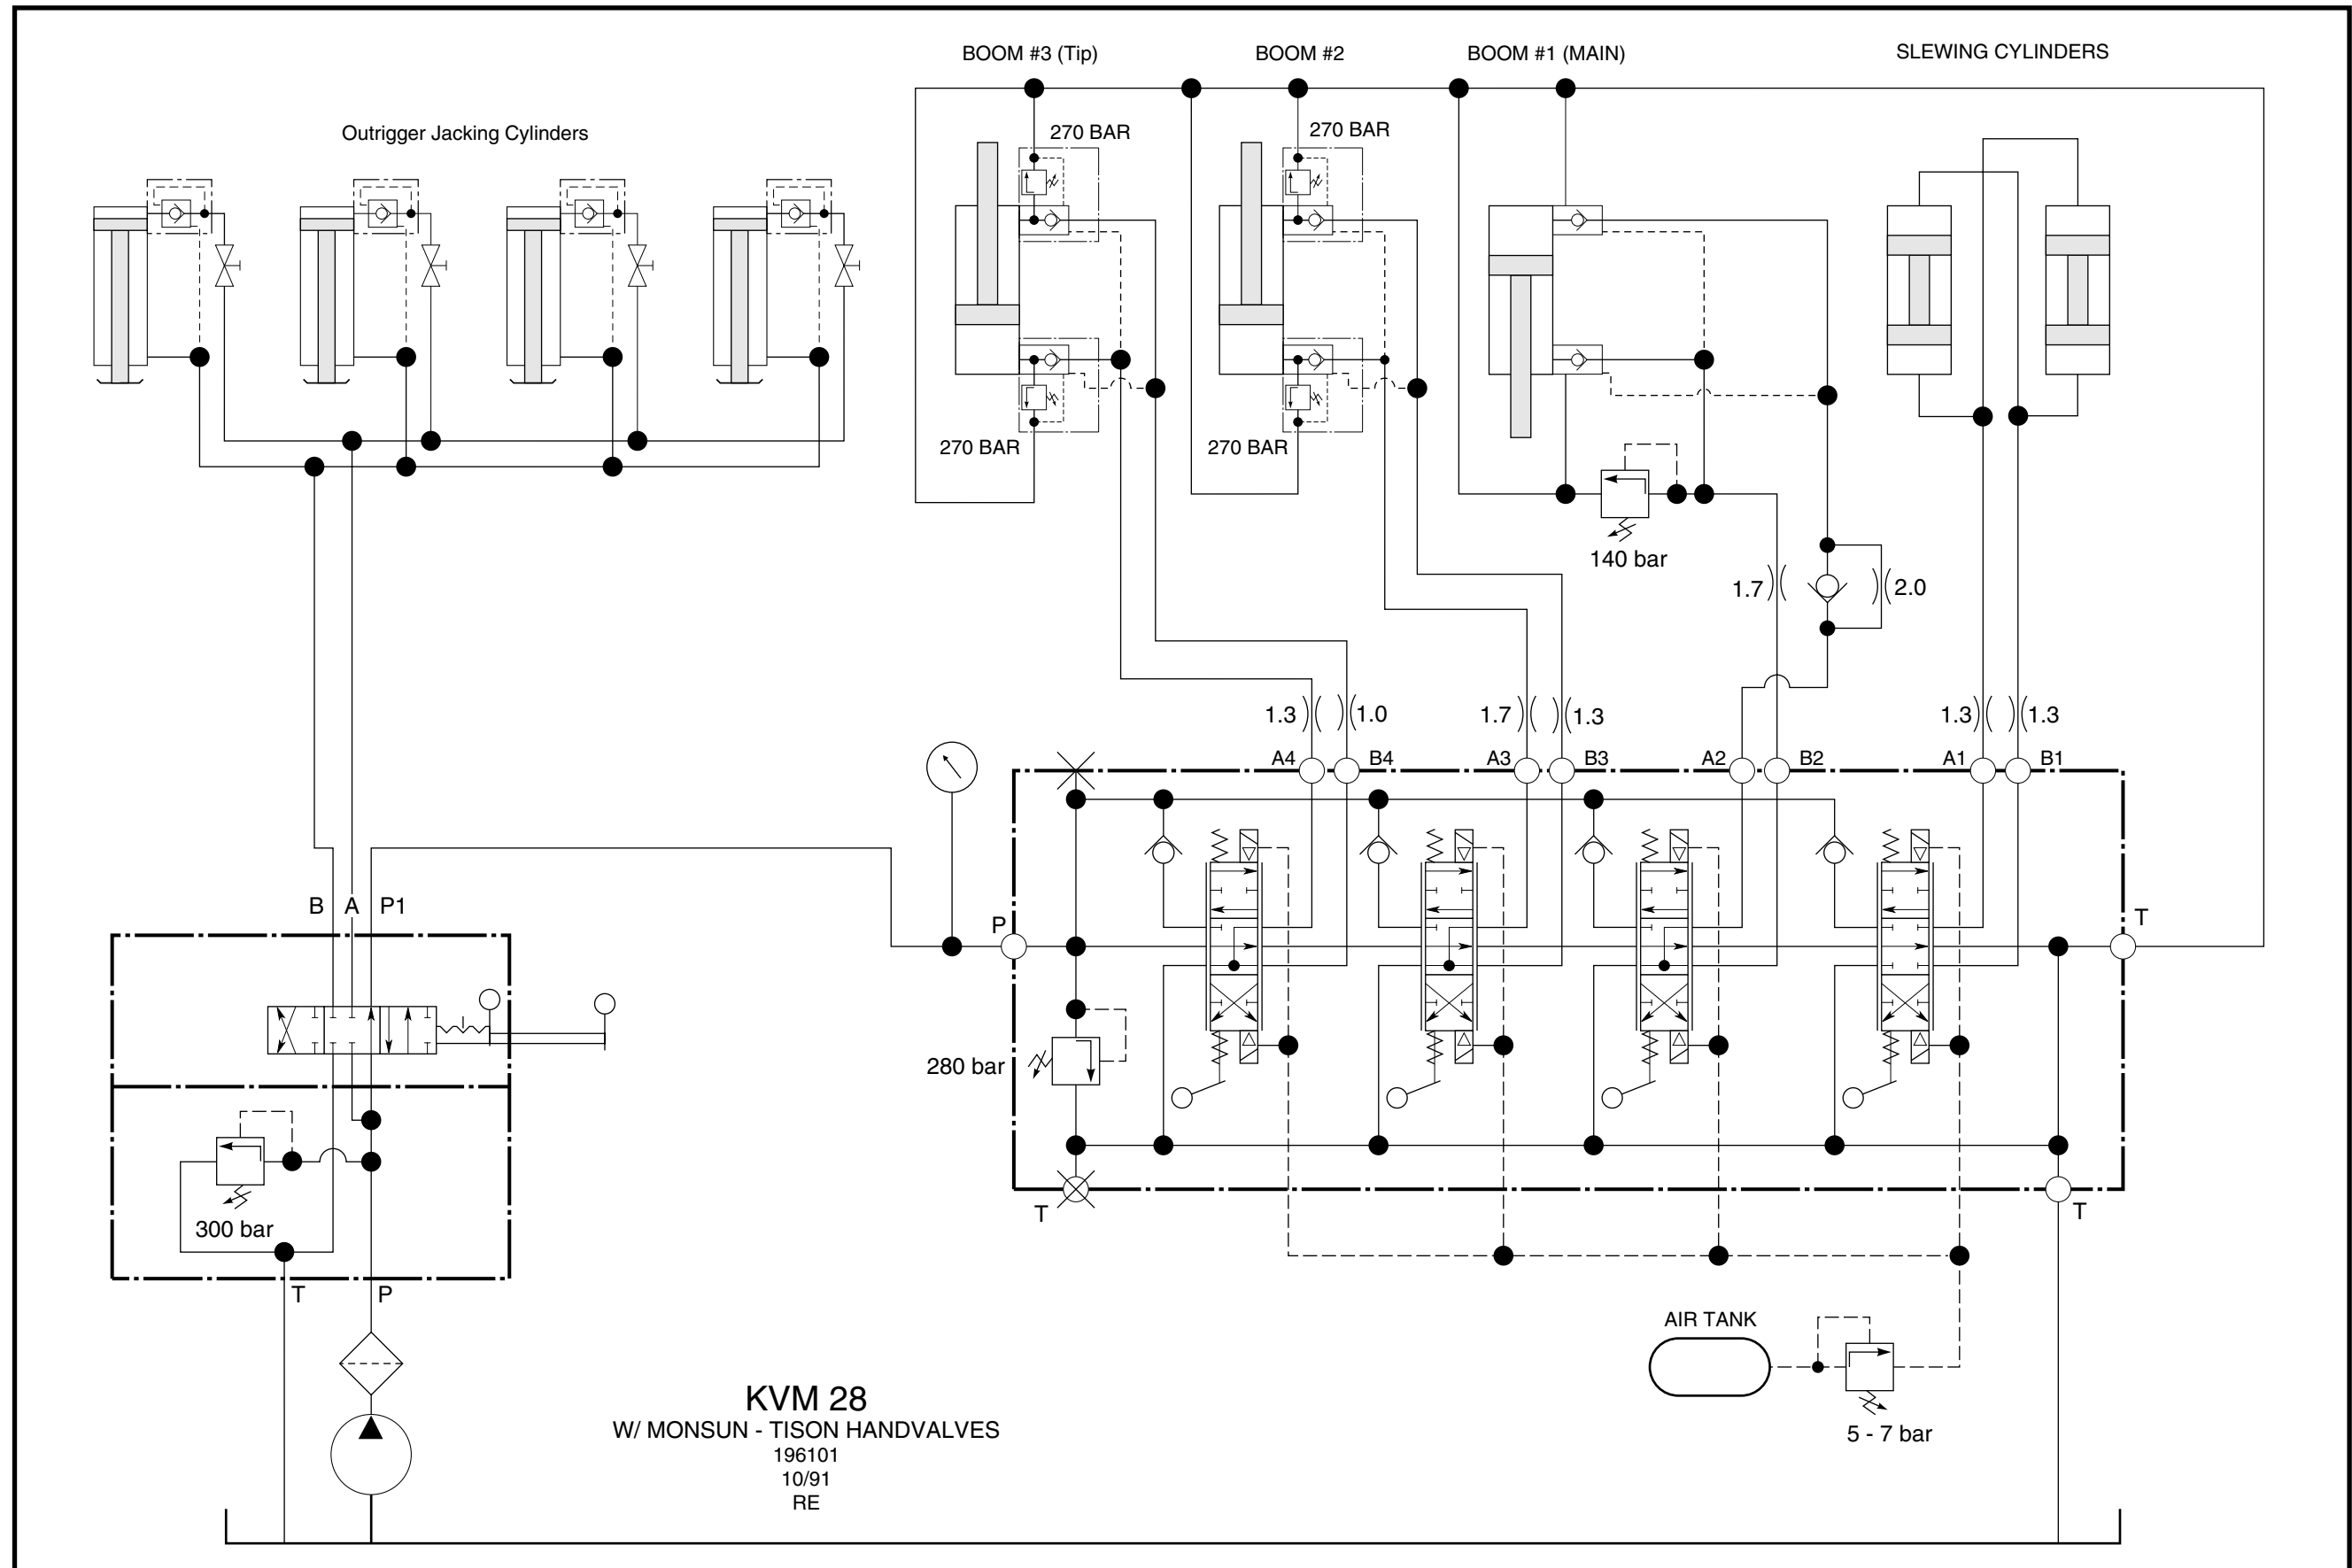 BOOM #3 (Tip)
BOOM #2
BOOM #1 (MAIN)
SLEWING CYLINDERS
Outrigger Jacking Cylinders
270 BAR
270 BAR
270 BAR
270 BAR
140 bar
1.7
2.0
1.3
1.0
1.7
1.3
1.3
1.3
A4
B4
A3
B3
A2
B2
A1
B1
B
A
P1
P
T
280 bar
T
T
300 bar
T
P
AIR TANK
5 - 7 bar
KVM 28
W/ MONSUN - TISON HANDVALVES
196101
10/91
RE